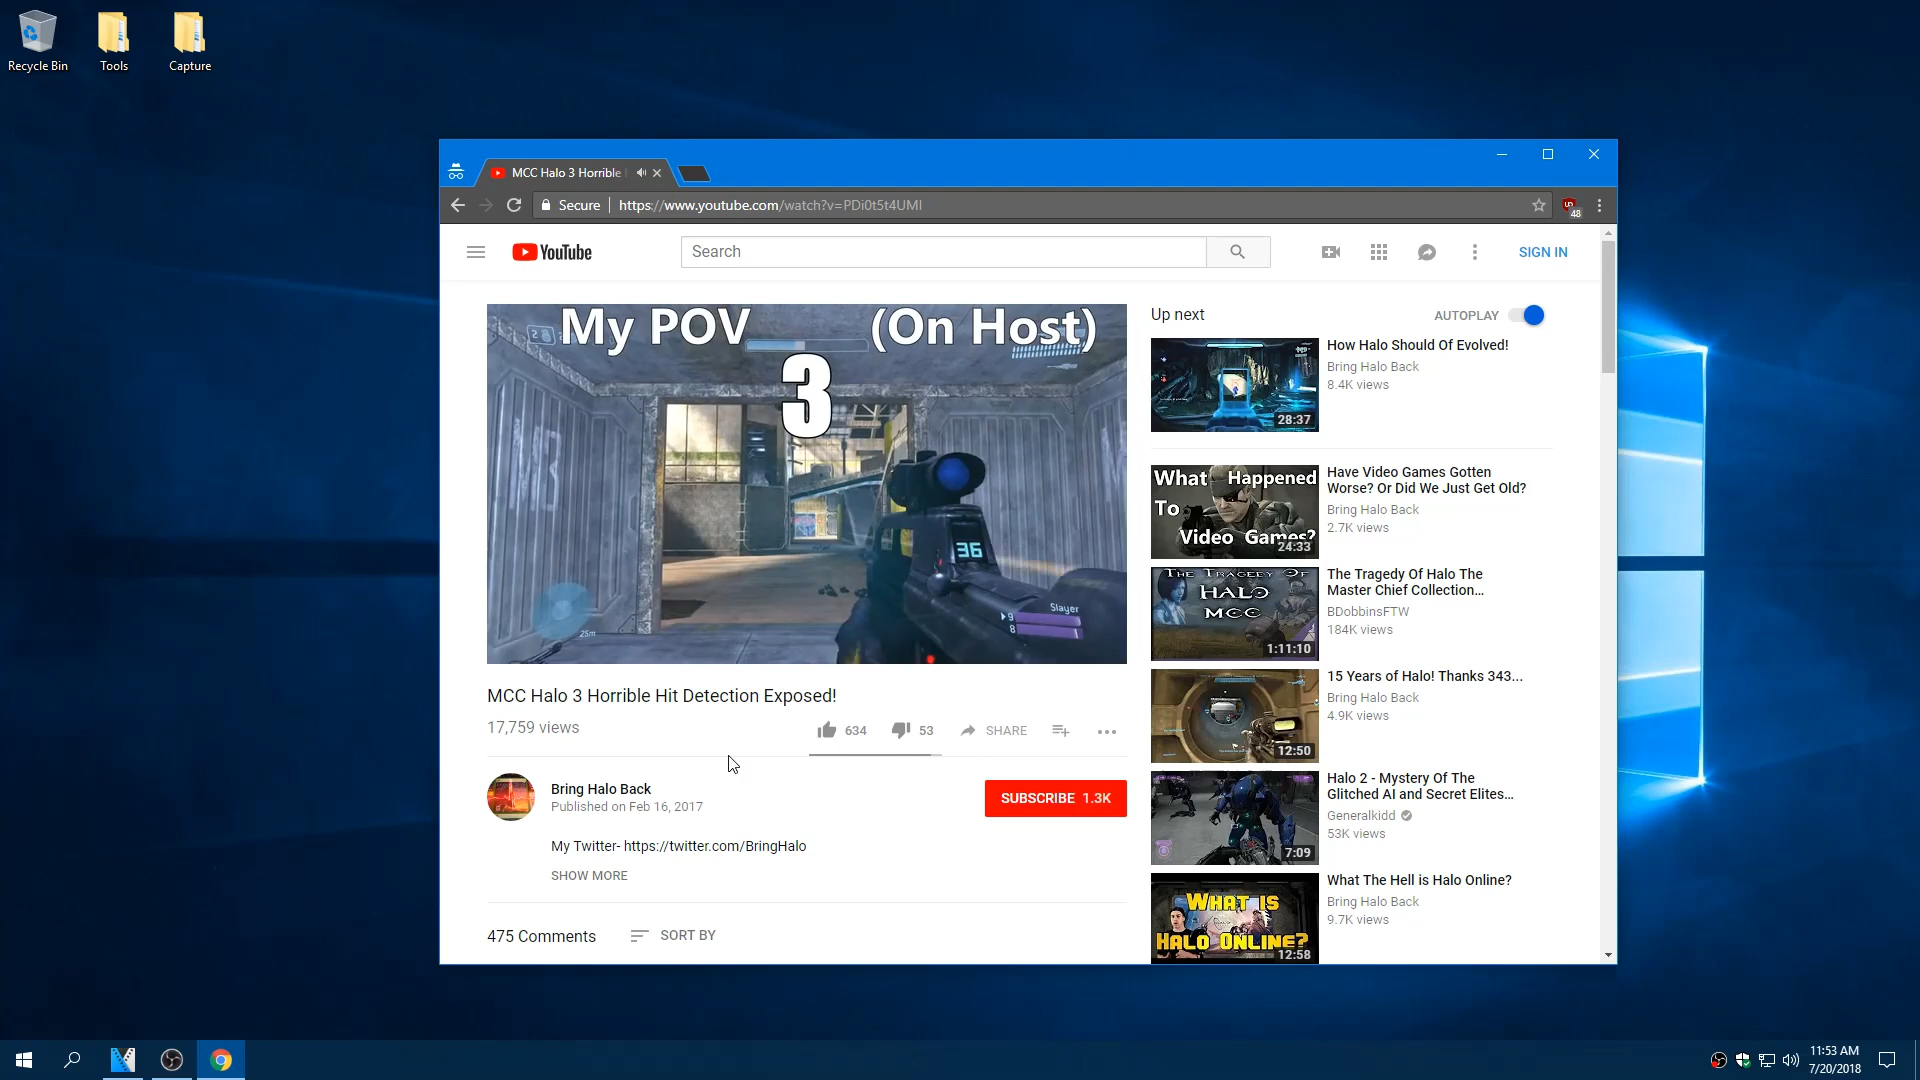 Recycle Bin
Tools
Capture
MCC Halo 3 Horrible
Secure
https://www.youtube.com/watch?v=PDi0t5t4UMI
48
YouTube
Search
SIGN IN
My POV (On Host)
2
3
36
Slayer
9
8
25m
Up next
AUTOPLAY
28:37
How Halo Should Of Evolved!
Bring Halo Back
8.4K views
What Happened
To
Video Games?
24:33
Have Video Games Gotten
Worse? Or Did We Just Get Old?
Bring Halo Back
2.7K views
The Tragedy Of
Halo
MCC
1:11:10
The Tragedy Of Halo The
Master Chief Collection...
BDobbinsFTW
184K views
12:50
15 Years of Halo! Thanks 343...
Bring Halo Back
4.9K views
7:09
Halo 2 - Mystery Of The
Glitched AI and Secret Elites...
Generalkidd
53K views
WHAT IS
HALO ONLINE?
12:58
What The Hell is Halo Online?
Bring Halo Back
9.7K views
MCC Halo 3 Horrible Hit Detection Exposed!
17,759 views
634
53
SHARE
Bring Halo Back
Published on Feb 16, 2017
SUBSCRIBE 1.3K
My Twitter- https://twitter.com/BringHalo
SHOW MORE
475 Comments
SORT BY
11:53 AM
7/20/2018